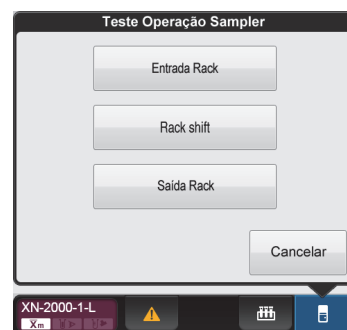 Teste Operação Sampler
Entrada Rack
Rack shift
Saída Rack
Cancelar
XN-2000-1-L
Xm